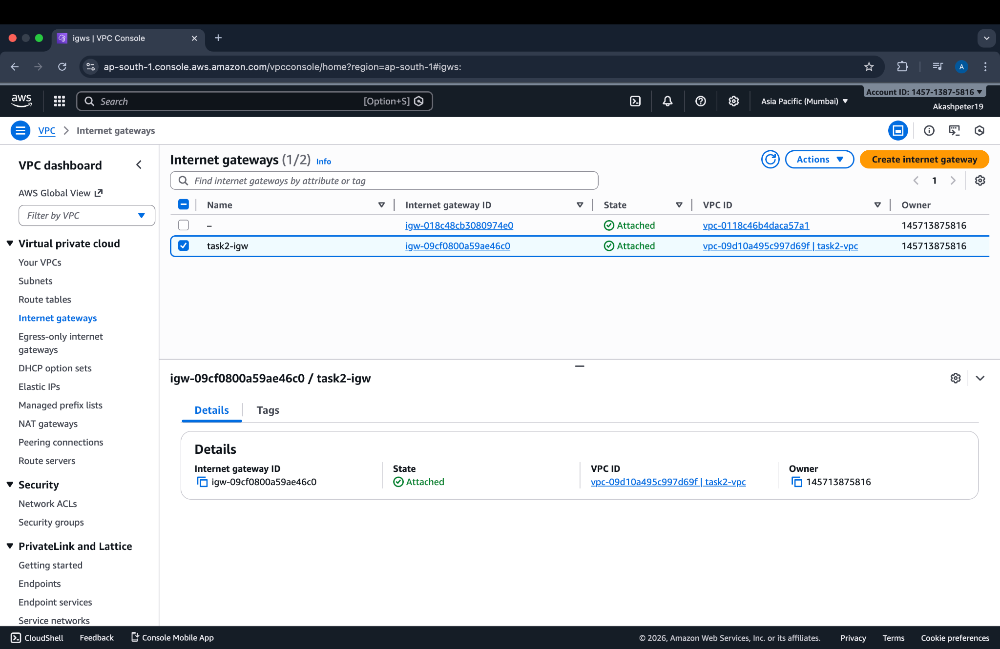 igws | VPC Console
ap-south-1.console.aws.amazon.com/vpcconsole/home?region=ap-south-1#igws:
A
aws
Search
[Option+S]
Asia Pacific (Mumbai)
Account ID: 1457-1387-5816
Akashpeter19
VPC
Internet gateways
VPC dashboard
AWS Global View
Filter by VPC
Virtual private cloud
Your VPCs
Subnets
Route tables
Internet gateways
Egress-only internet
gateways
DHCP option sets
Elastic IPs
Managed prefix lists
NAT gateways
Peering connections
Route servers
Security
Network ACLs
Security groups
PrivateLink and Lattice
Getting started
Endpoints
Endpoint services
Service networks
Internet gateways (1/2) Info
Actions
Create internet gateway
Find internet gateways by attribute or tag
1
Name Internet gateway ID State VPC ID Owner
– igw-018c48cb3080974e0 Attached vpc-0118c46b4daca57a1 145713875816
task2-igw igw-09cf0800a59ae46c0 Attached vpc-09d10a495c997d69f | task2-vpc 145713875816
igw-09cf0800a59ae46c0 / task2-igw
Details Tags
Details
Internet gateway ID State VPC ID Owner
igw-09cf0800a59ae46c0 Attached vpc-09d10a495c997d69f | task2-vpc 145713875816
CloudShell Feedback Console Mobile App © 2026, Amazon Web Services, Inc. or its affiliates. Privacy Terms Cookie preferences